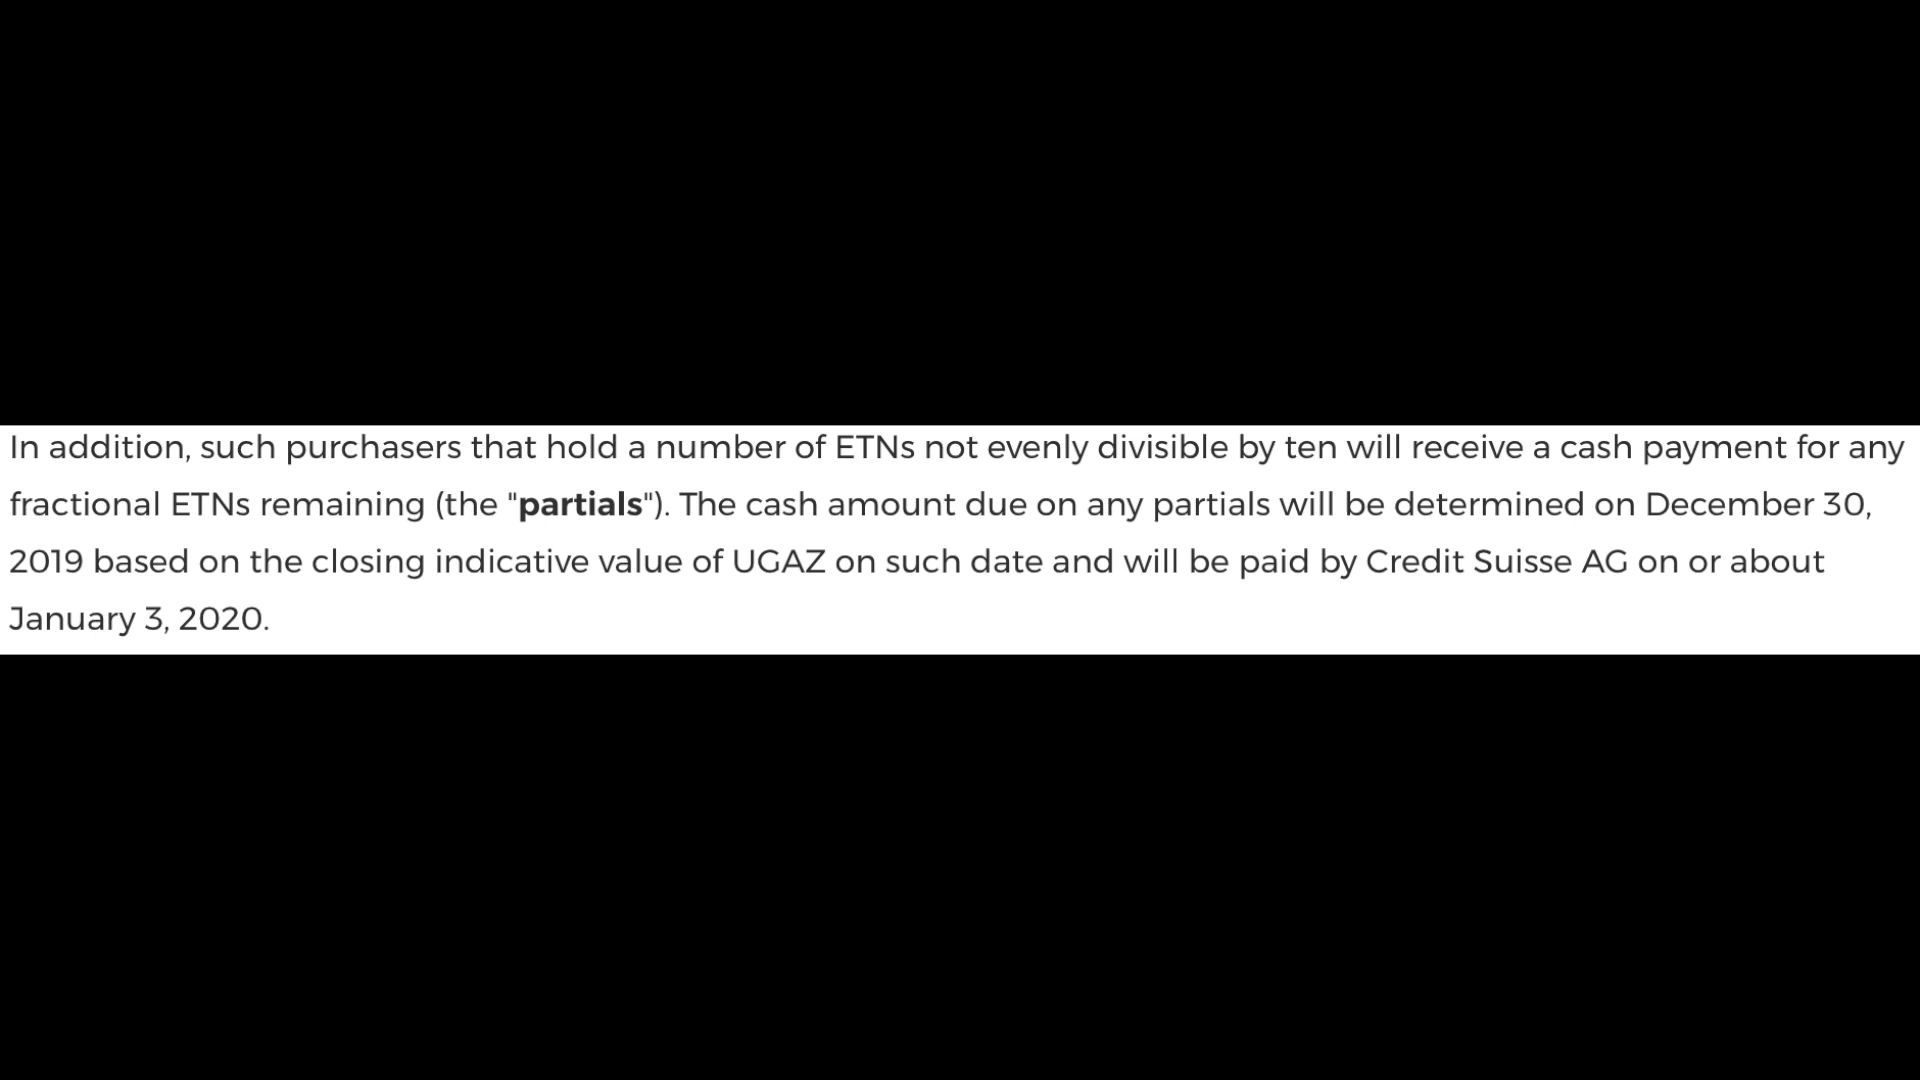 In addition, such purchasers that hold a number of ETNs not evenly divisible by ten will receive a cash payment for any
fractional ETNs remaining (the "partials"). The cash amount due on any partials will be determined on December 30,
2019 based on the closing indicative value of UGAZ on such date and will be paid by Credit Suisse AG on or about
January 3, 2020.